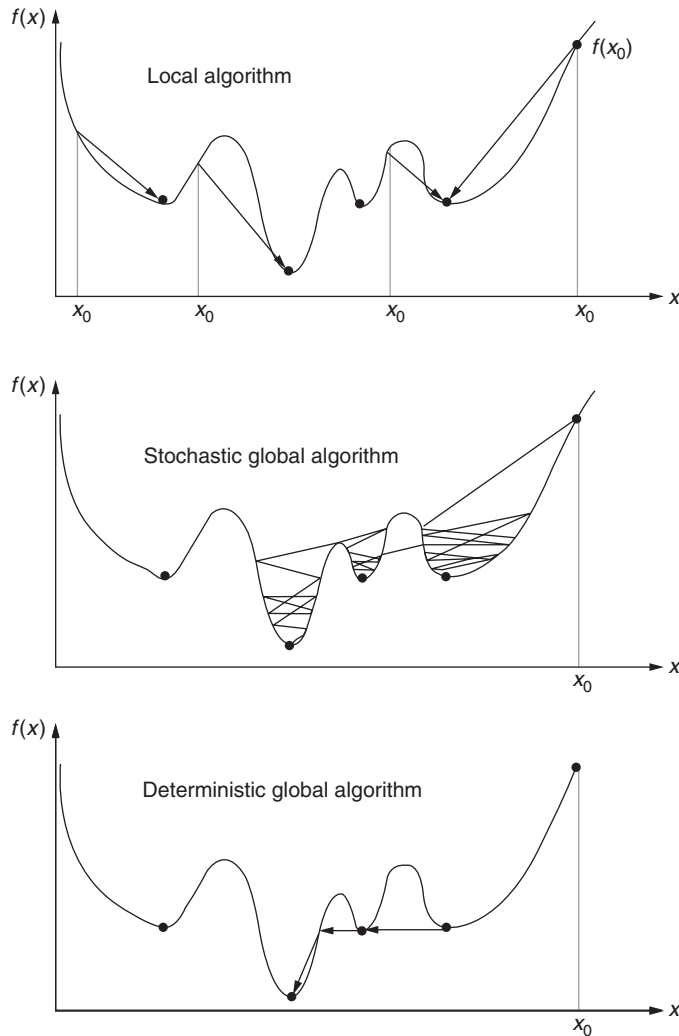 f(x)
Local algorithm
f(x₀)
x₀ x₀ x₀ x₀ x
f(x)
Stochastic global algorithm
x₀ x
f(x)
Deterministic global algorithm
x₀ x